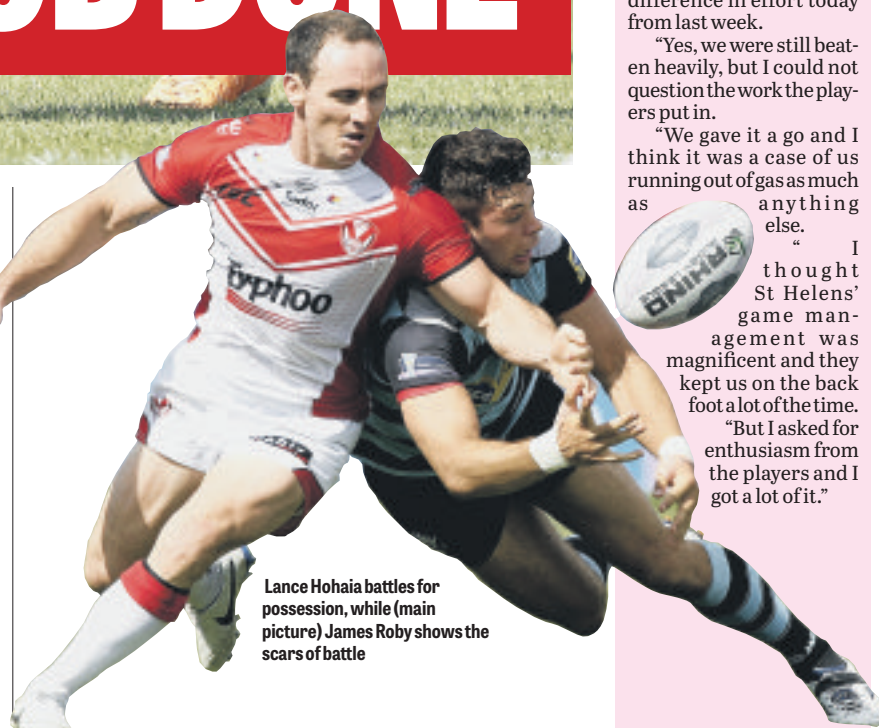 OB DONE
difference in effort today
from last week.
“Yes, we were still beat-
en heavily, but I could not
question the work the play-
ers put in.
“We gave it a go and I
think it was a case of us
running out of gas as much
as anything
else.
“ I
thought
St Helens’
game man-
agement was
magnificent and they
kept us on the back
foot a lot of the time.
“But I asked for
enthusiasm from
the players and I
got a lot of it.”
Typhoo
RHINO
Lance Hohaia battles for
possession, while (main
picture) James Roby shows the
scars of battle